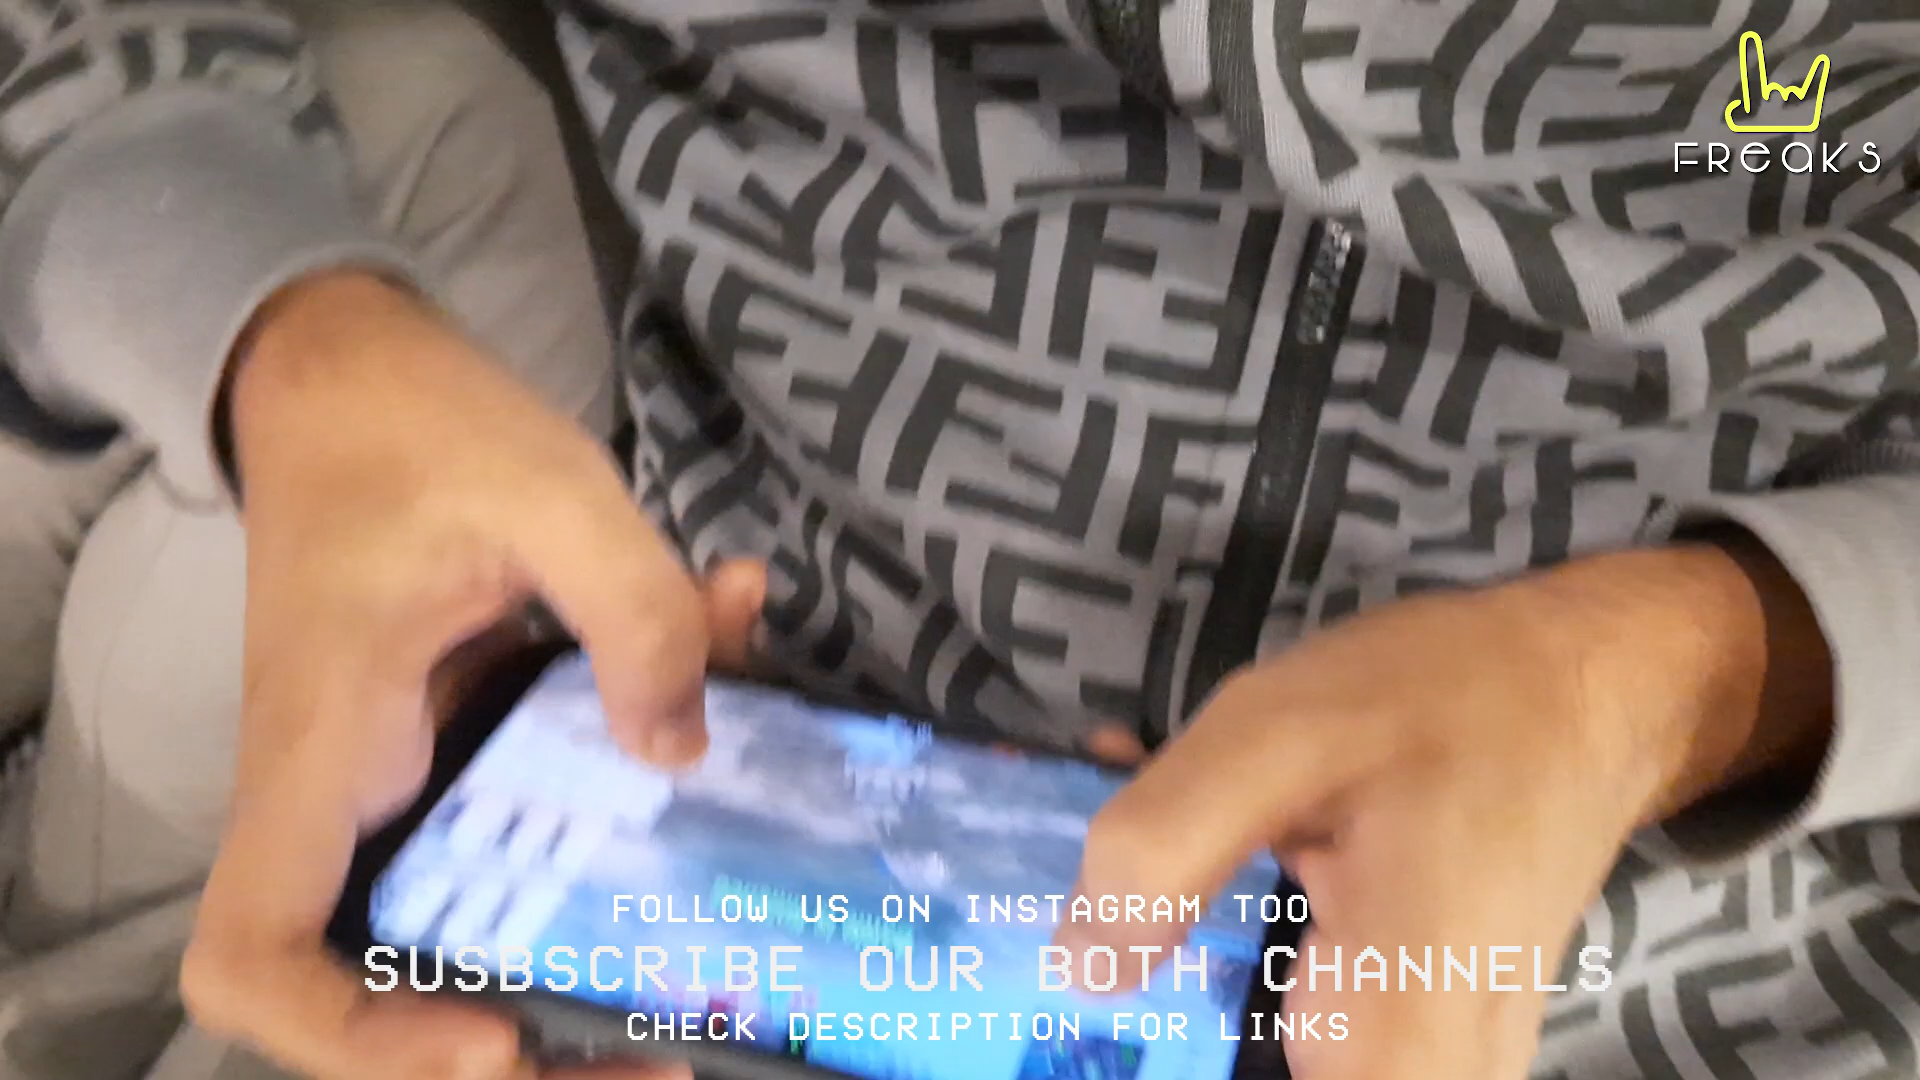 FREAKS
FOLLOW US ON INSTAGRAM TOO
SUSBSCRIBE OUR BOTH CHANNELS
CHECK DESCRIPTION FOR LINKS